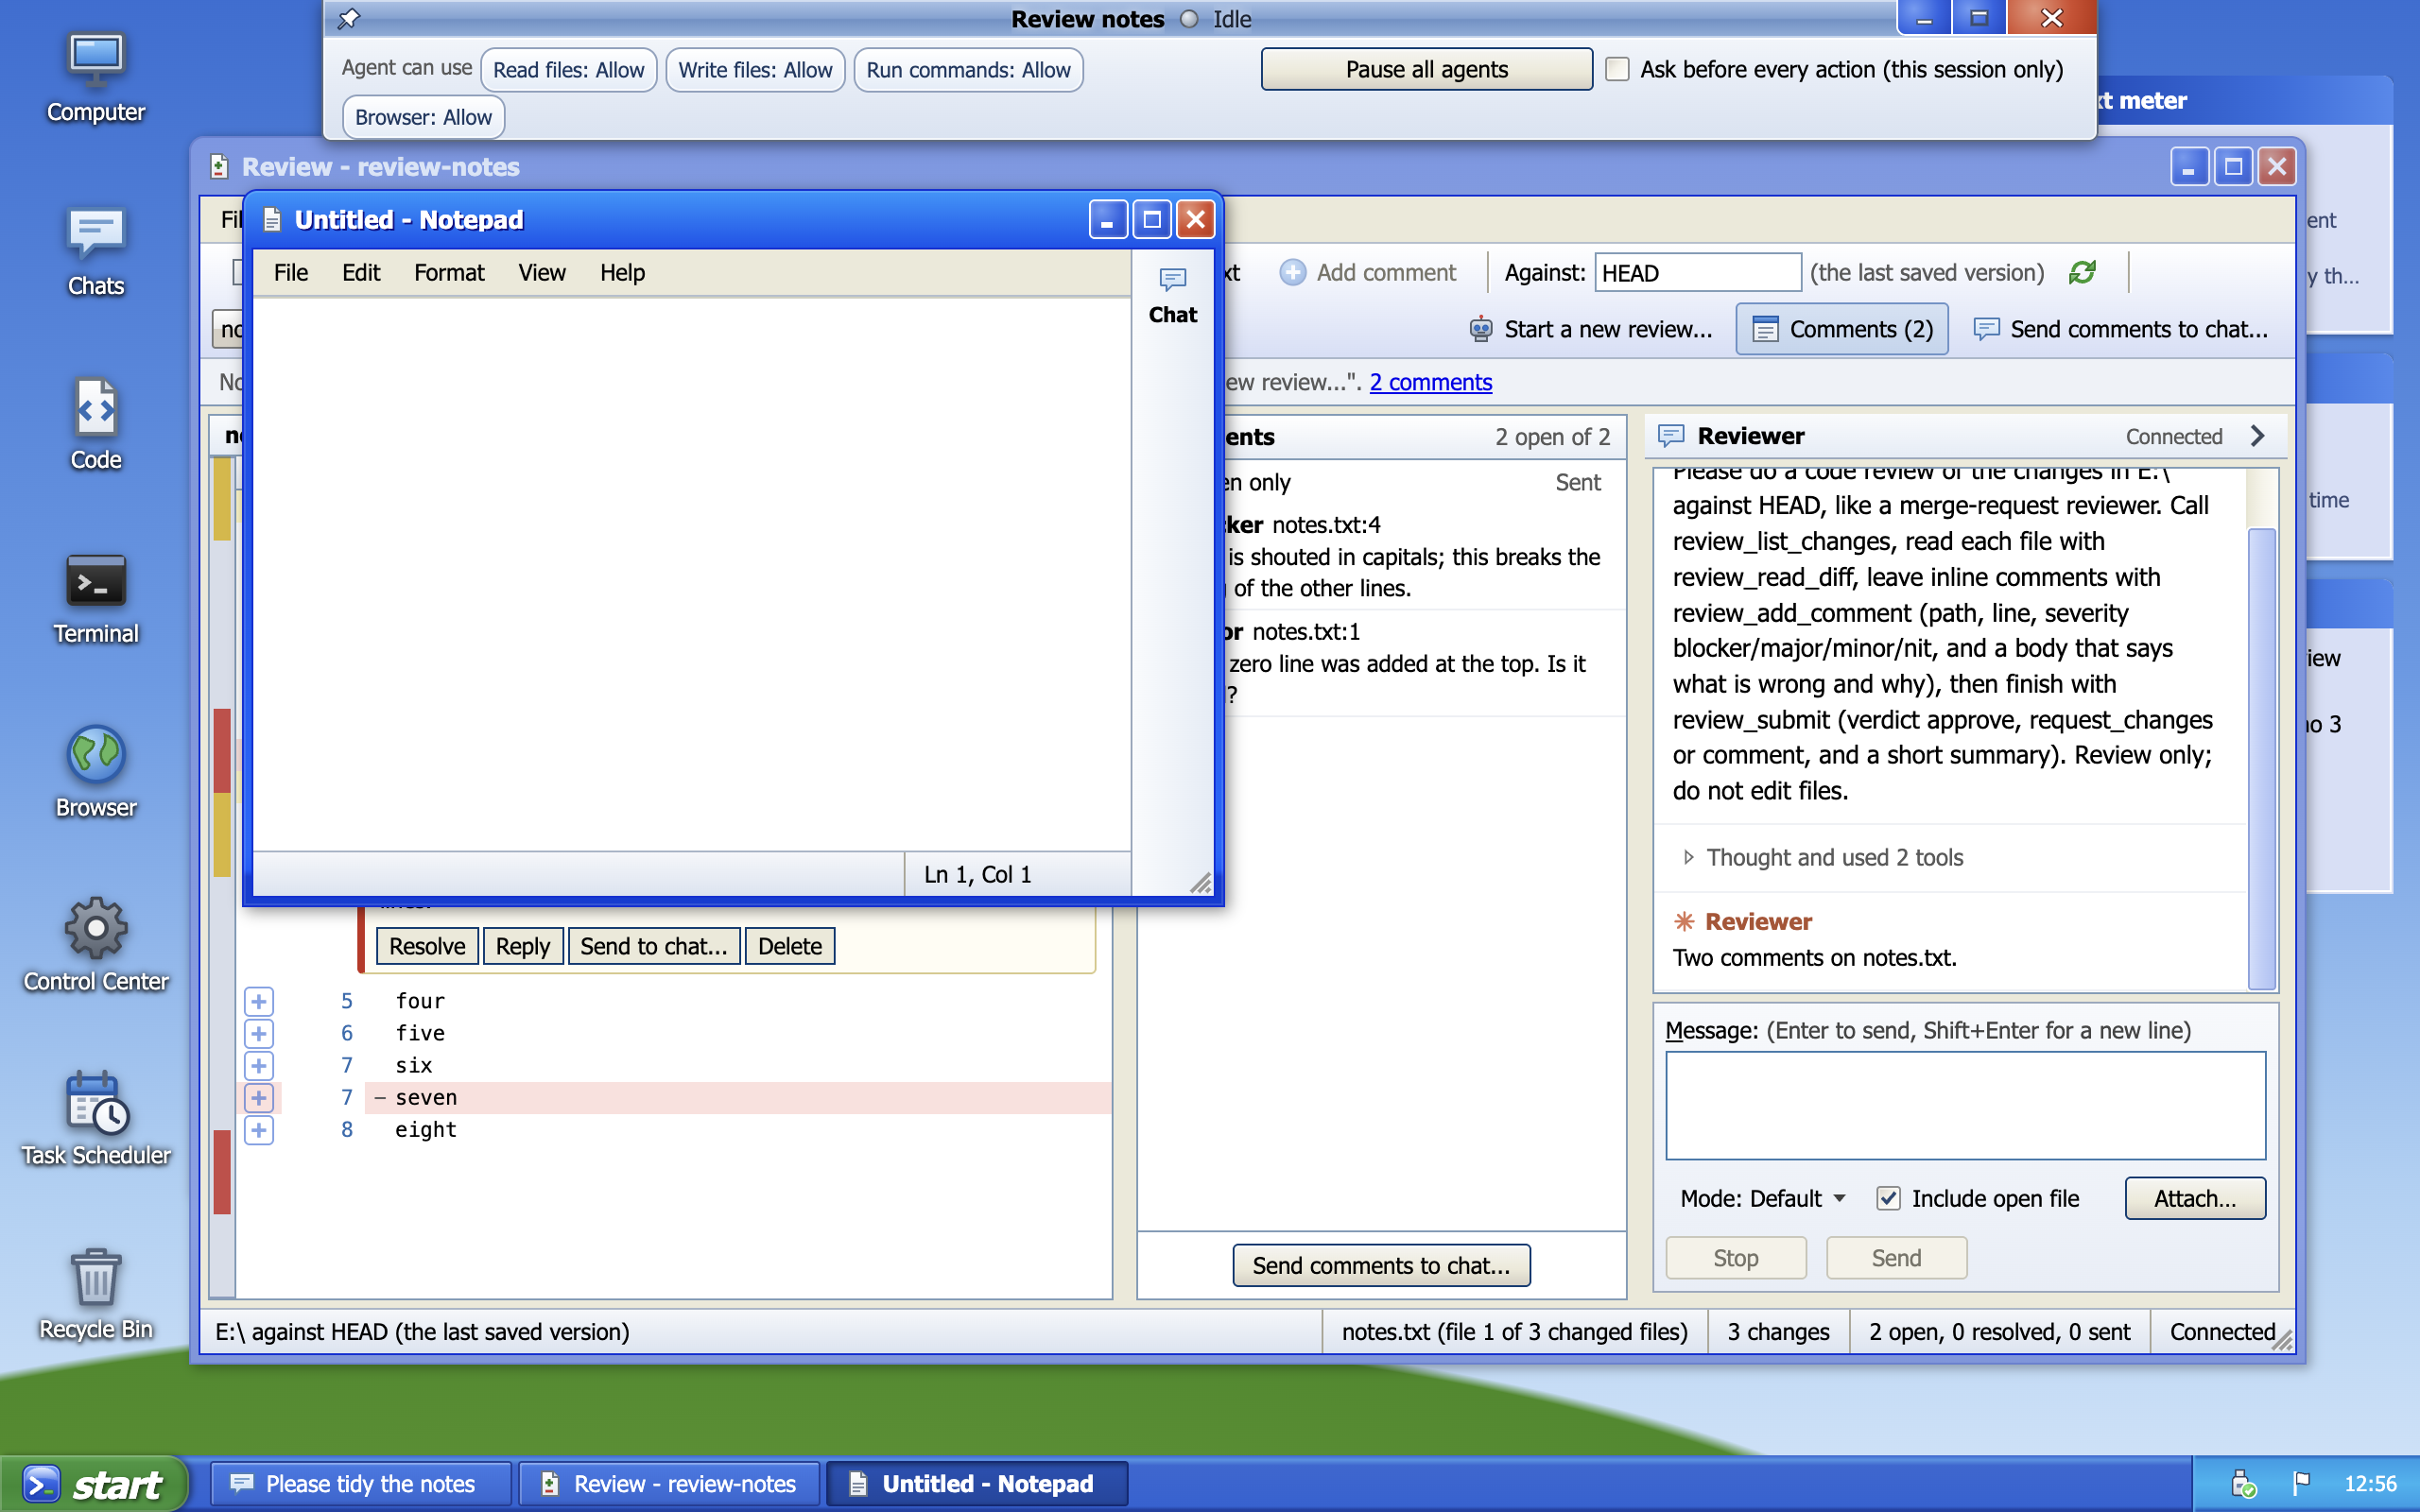 Review notes
Idle
Agent can use
Read files: Allow
Write files: Allow
Run commands: Allow
Browser: Allow
Pause all agents
Ask before every action (this session only)
Computer
Chats
Code
Terminal
Browser
Control Center
Task Scheduler
Recycle Bin
meter
Review - review-notes
Untitled - Notepad
File Edit Format View Help
Chat
Ln 1, Col 1
Add comment
Against: HEAD (the last saved version)
Start a new review...
Comments (2)
Send comments to chat...
review...". 2 comments
2 open of 2
only
Sent
notes.txt:4
is shouted in capitals; this breaks the
of the other lines.
notes.txt:1
zero line was added at the top. Is it
?
Send comments to chat...
Resolve Reply Send to chat... Delete
5 four
6 five
7 six
7 – seven
8 eight
Reviewer
Connected
Please do a code review of the changes in E:\
against HEAD, like a merge-request reviewer. Call
review_list_changes, read each file with
review_read_diff, leave inline comments with
review_add_comment (path, line, severity
blocker/major/minor/nit, and a body that says
what is wrong and why), then finish with
review_submit (verdict approve, request_changes
or comment, and a short summary). Review only;
do not edit files.
Thought and used 2 tools
Reviewer
Two comments on notes.txt.
Message: (Enter to send, Shift+Enter for a new line)
Mode: Default
Include open file
Attach...
Stop
Send
time
3
E:\ against HEAD (the last saved version)
notes.txt (file 1 of 3 changed files)
3 changes
2 open, 0 resolved, 0 sent
Connected
start
Please tidy the notes
Review - review-notes
Untitled - Notepad
12:56